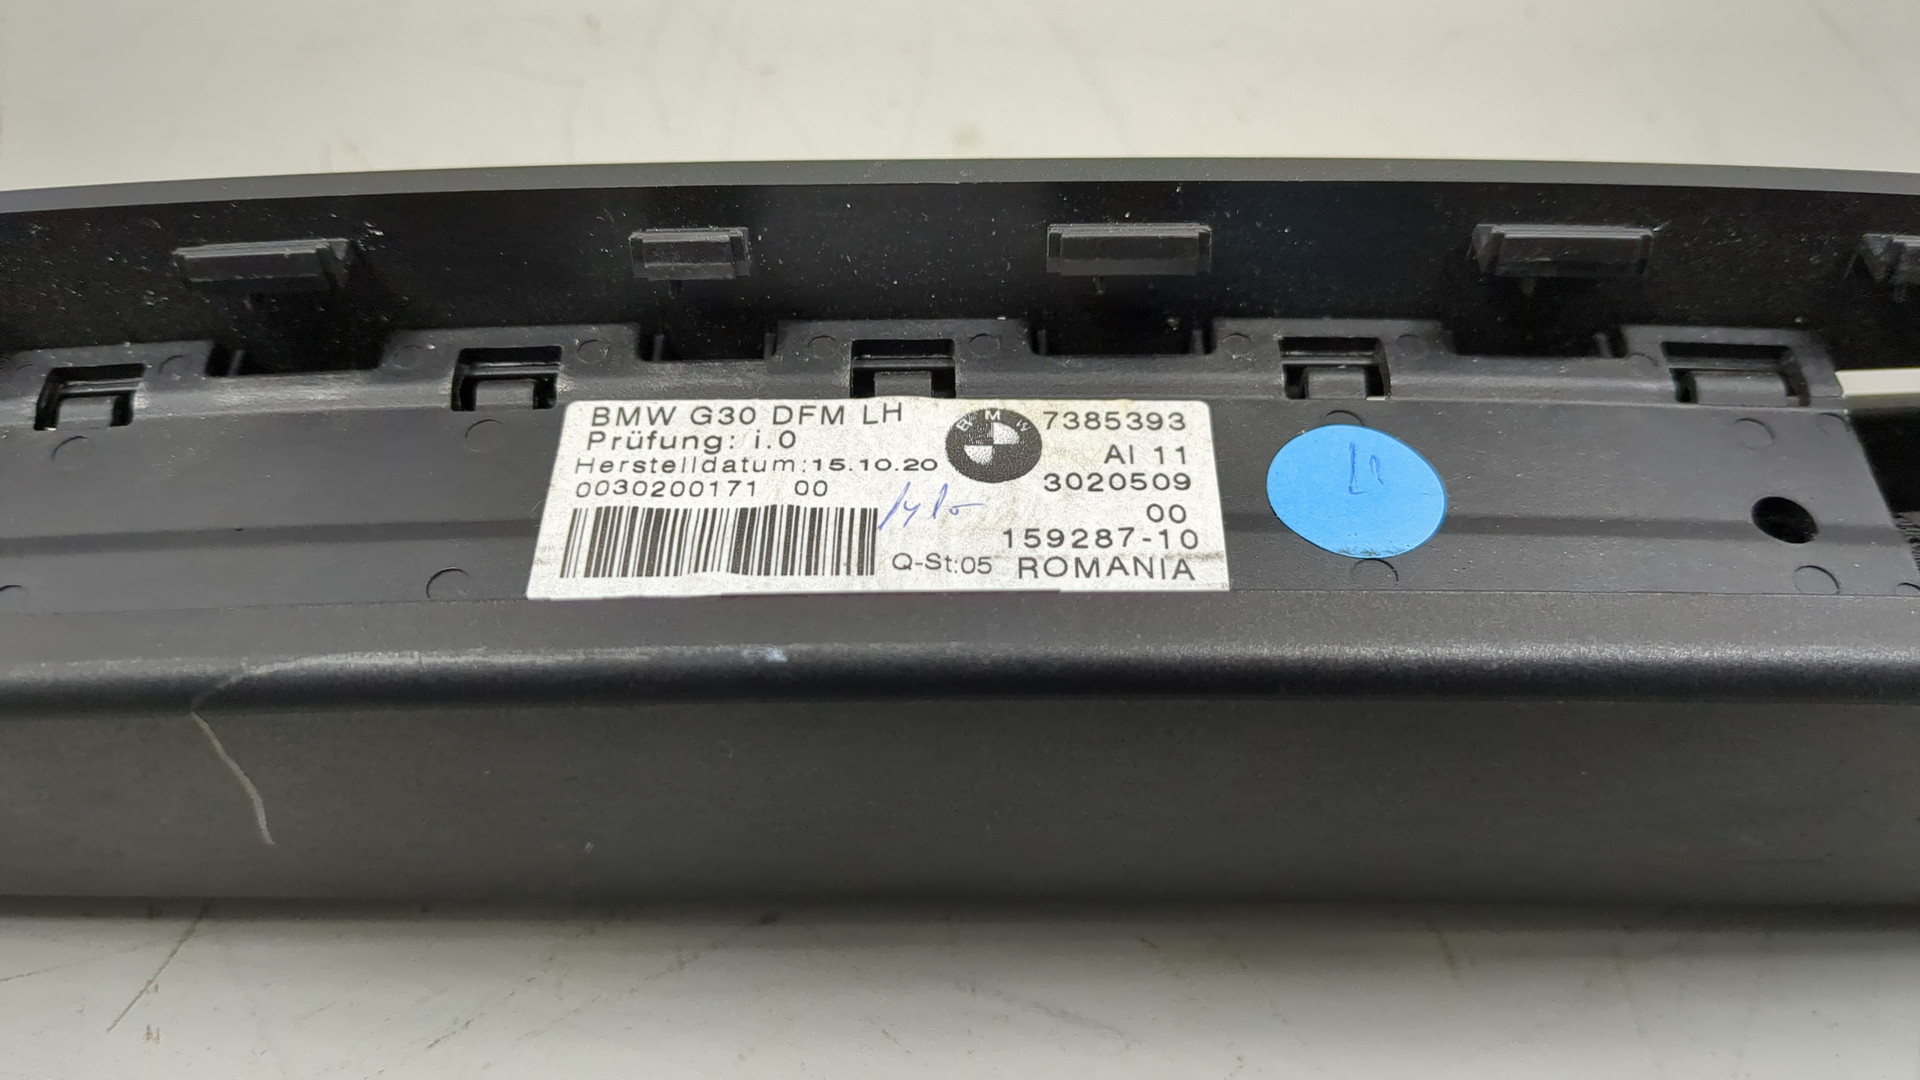 BMW G30 DFM LH
Prüfung: i.O
Herstelldatum:15.10.20
0030200171 00
BMW
7385393
AI 11
3020509
00
159287-10
Q-St:05 ROMANIA